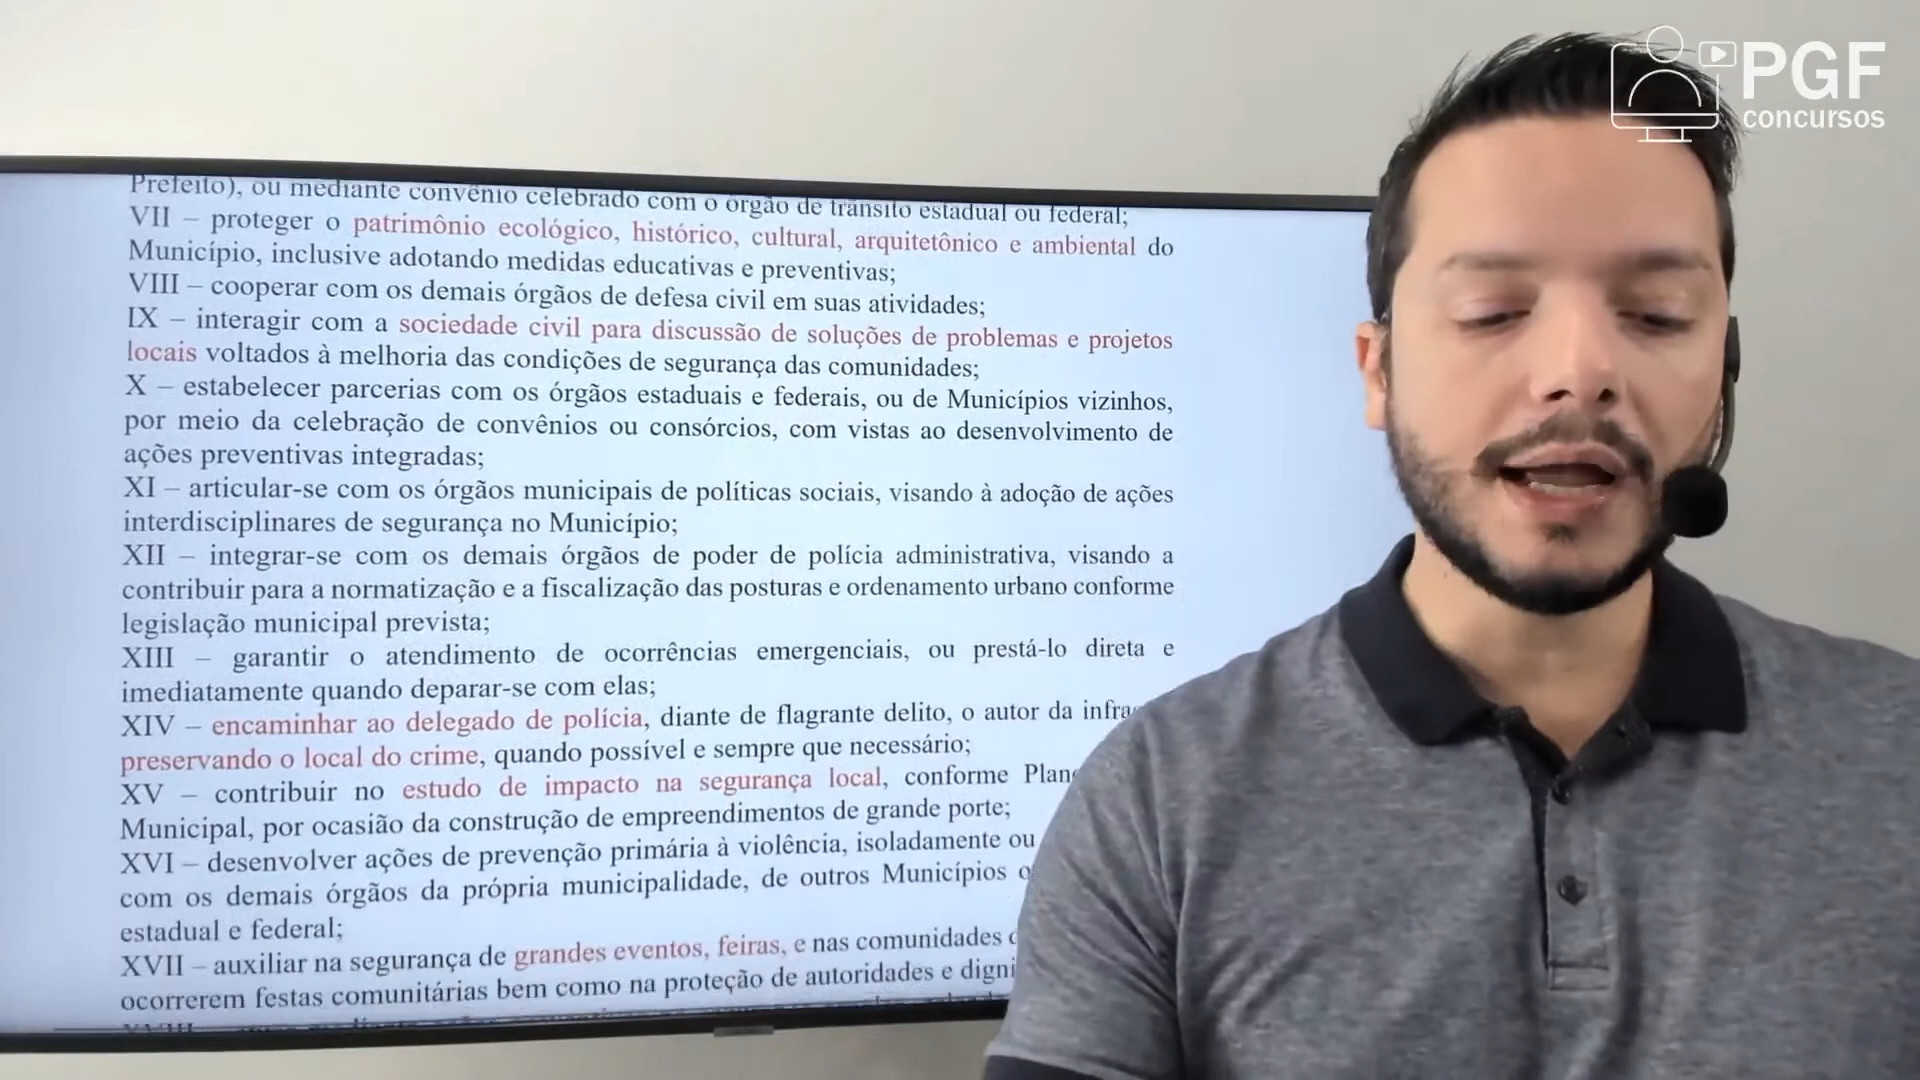 PGF
concursos
Prefeito), ou mediante convênio celebrado com o órgão de trânsito estadual ou federal;
VII – proteger o patrimônio ecológico, histórico, cultural, arquitetônico e ambiental do
Município, inclusive adotando medidas educativas e preventivas;
VIII – cooperar com os demais órgãos de defesa civil em suas atividades;
IX – interagir com a sociedade civil para discussão de soluções de problemas e projetos
locais voltados à melhoria das condições de segurança das comunidades;
X – estabelecer parcerias com os órgãos estaduais e federais, ou de Municípios vizinhos,
por meio da celebração de convênios ou consórcios, com vistas ao desenvolvimento de
ações preventivas integradas;
XI – articular-se com os órgãos municipais de políticas sociais, visando à adoção de ações
interdisciplinares de segurança no Município;
XII – integrar-se com os demais órgãos de poder de polícia administrativa, visando a
contribuir para a normatização e a fiscalização das posturas e ordenamento urbano conforme
legislação municipal prevista;
XIII – garantir o atendimento de ocorrências emergenciais, ou prestá-lo direta e
imediatamente quando deparar-se com elas;
XIV – encaminhar ao delegado de polícia, diante de flagrante delito, o autor da
preservando o local do crime, quando possível e sempre que necessário;
XV – contribuir no estudo de impacto na segurança local, conforme
Municipal, por ocasião da construção de empreendimentos de grande porte;
XVI – desenvolver ações de prevenção primária à violência, isoladamente ou
com os demais órgãos da própria municipalidade, de outros Municípios
estadual e federal;
XVII – auxiliar na segurança de grandes eventos, feiras, e nas comunidades
ocorrerem festas comunitárias bem como na proteção de autoridades e